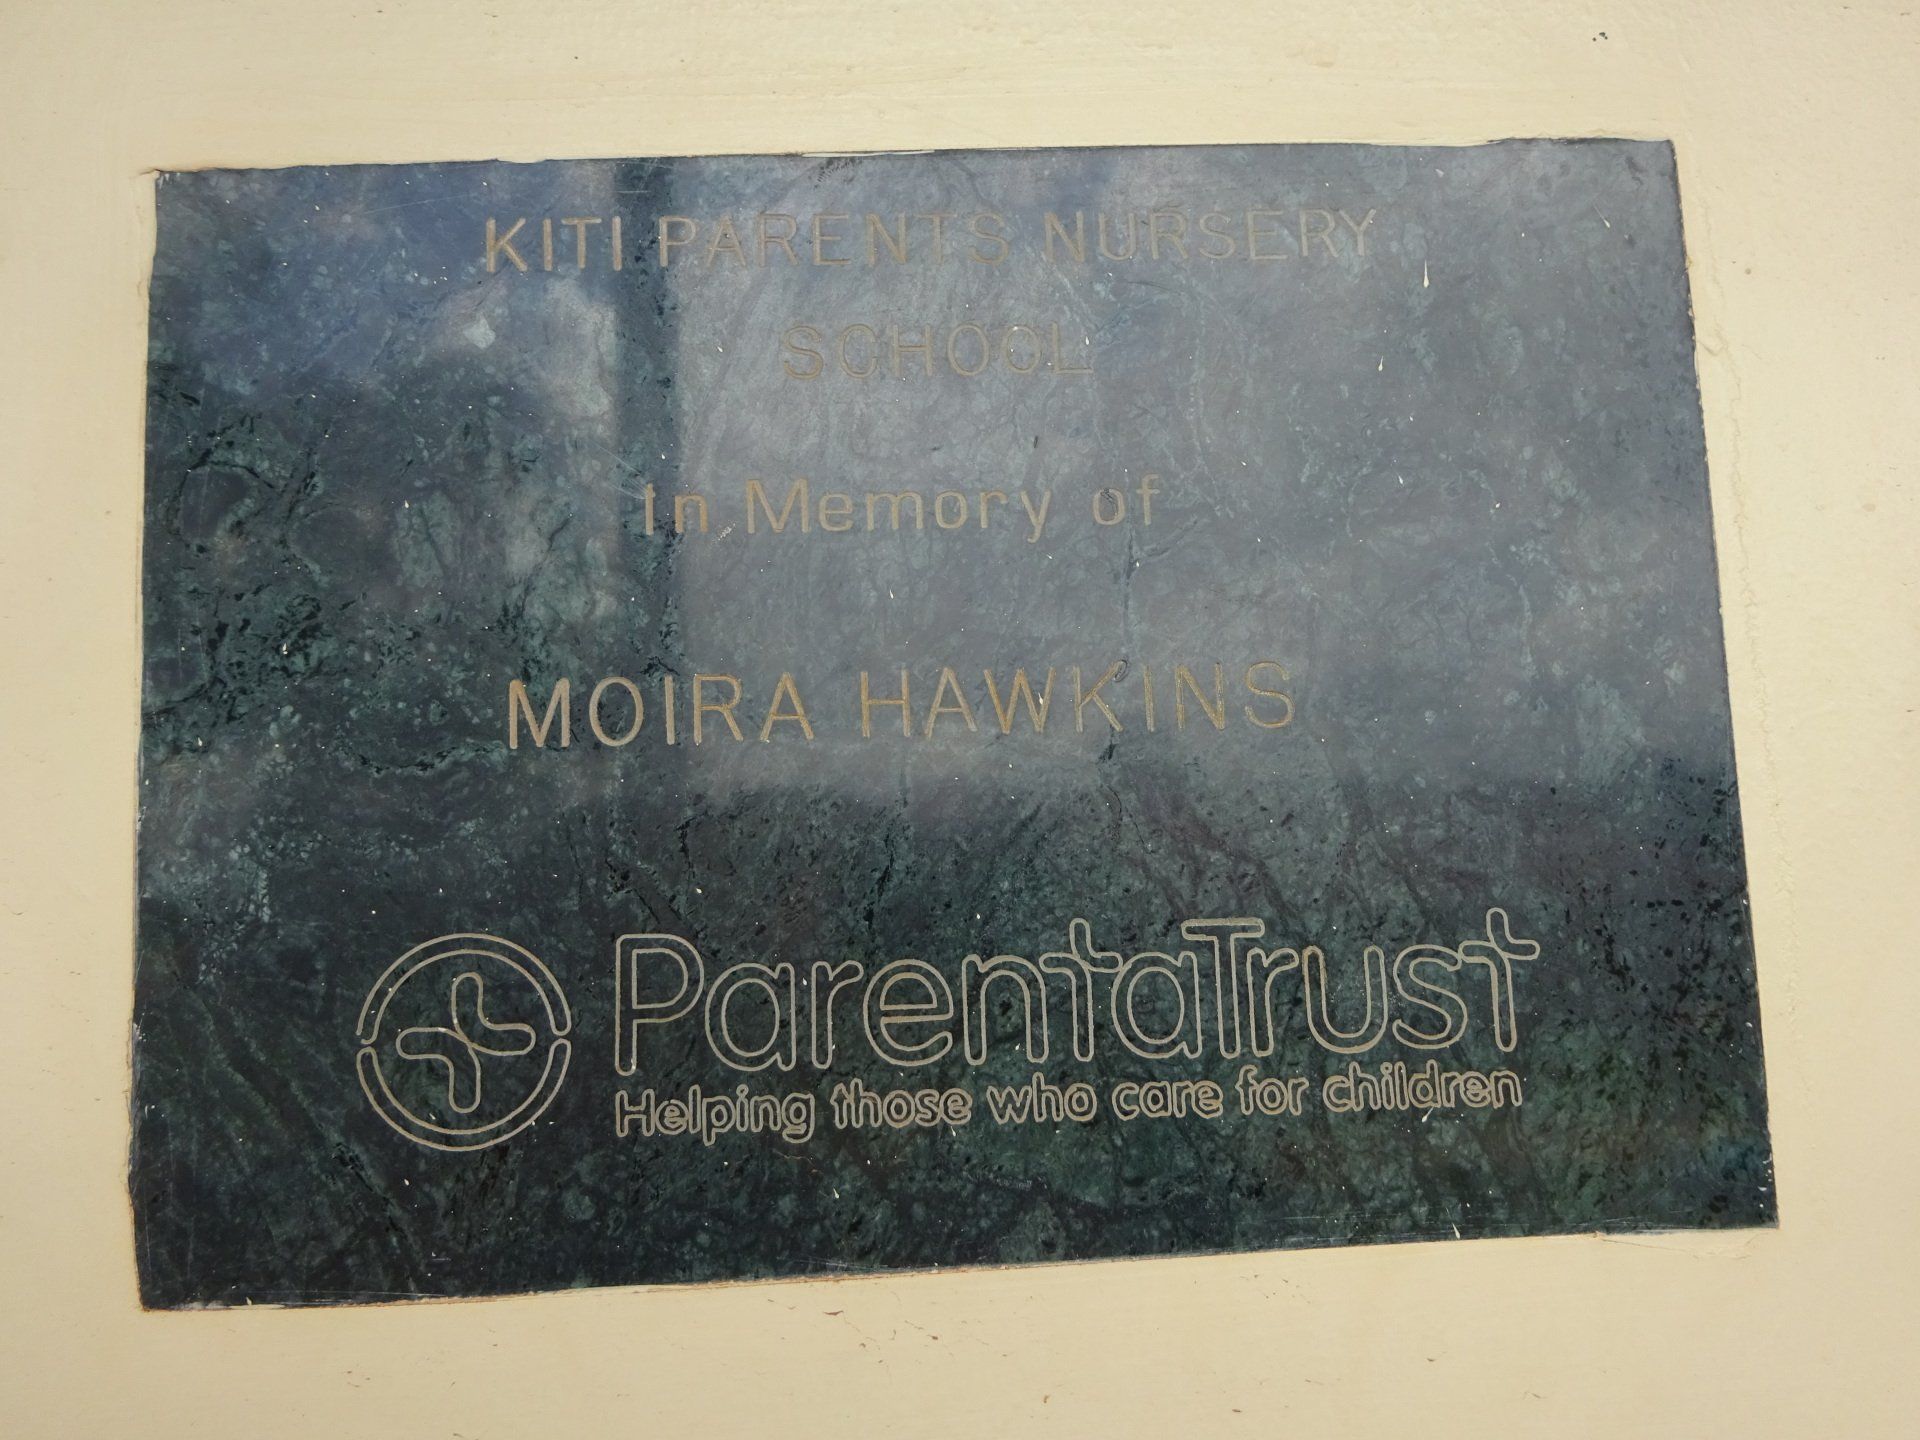 KITI PARENTS NURSERY
SCHOOL
In Memory of
MOIRA HAWKINS
ParentaTrust
Helping those who care for children